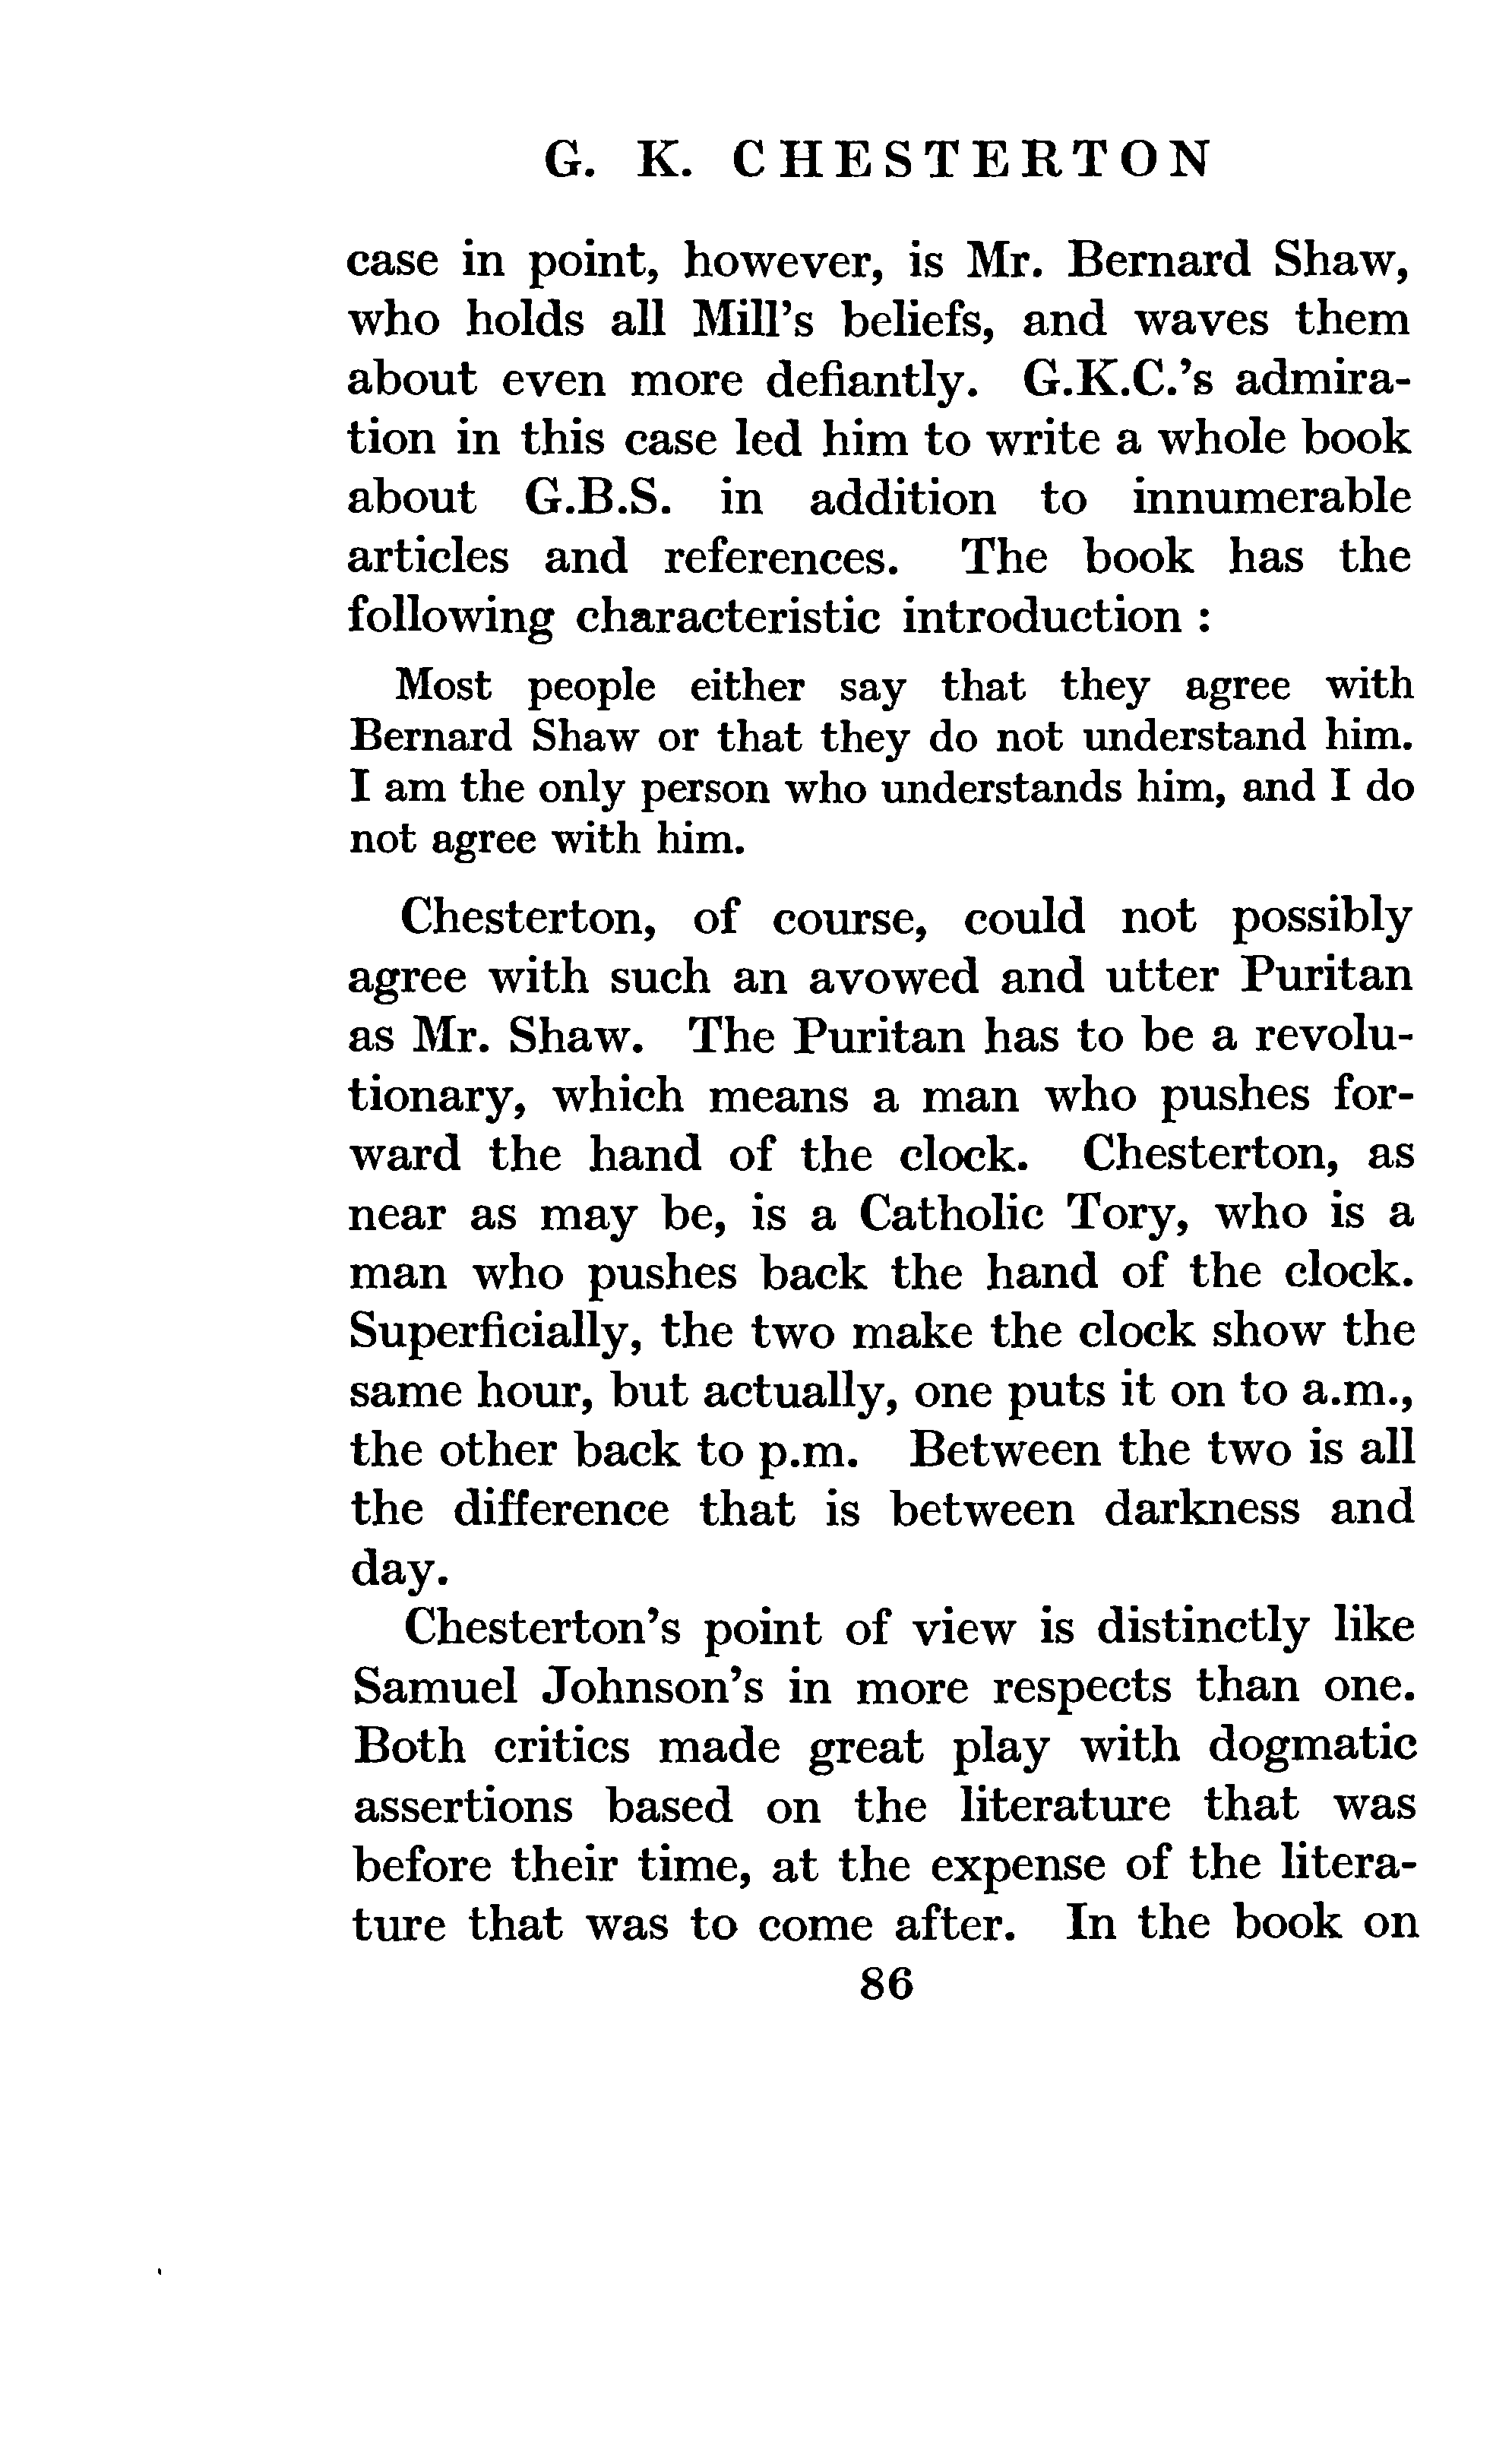 G. K. CHESTERTON
case in point, however, is Mr. Bernard Shaw,
who holds all Mill's beliefs, and waves them
about even more defiantly. G.K.C.'s admira-
tion in this case led him to write a whole book
about G.B.S. in addition to innumerable
articles and references. The book has the
following characteristic introduction :
Most people either say that they agree with
Bernard Shaw or that they do not understand him.
I am the only person who understands him, and I do
not agree with him.
Chesterton, of course, could not possibly
agree with such an avowed and utter Puritan
as Mr. Shaw. The Puritan has to be a revolu-
tionary, which means a man who pushes for-
ward the hand of the clock. Chesterton, as
near as may be, is a Catholic Tory, who is a
man who pushes back the hand of the clock.
Superficially, the two make the clock show the
same hour, but actually, one puts it on to a.m.,
the other back to p.m. Between the two is all
the difference that is between darkness and
day.
Chesterton's point of view is distinctly like
Samuel Johnson's in more respects than one.
Both critics made great play with dogmatic
assertions based on the literature that was
before their time, at the expense of the litera-
ture that was to come after. In the book on
86